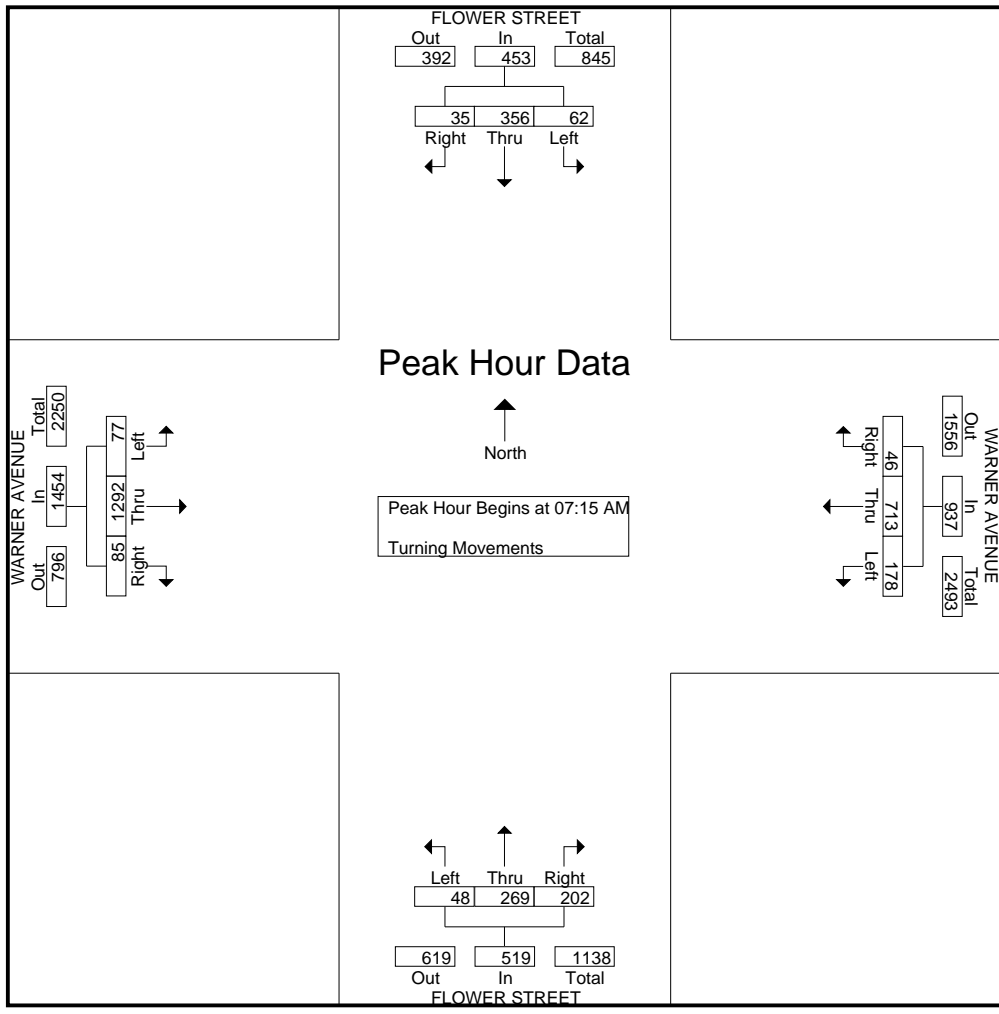 FLOWER STREET
Out In Total
392 453 845
35 356 62
Right Thru Left
Peak Hour Data
North
Peak Hour Begins at 07:15 AM
Turning Movements
WARNER AVENUE
Total In Out
2250 1454 796
77 1292 85
Left Thru Right
WARNER AVENUE
Out In Total
1556 937 2493
46 713 178
Right Thru Left
Left Thru Right
48 269 202
619 519 1138
Out In Total
FLOWER STREET